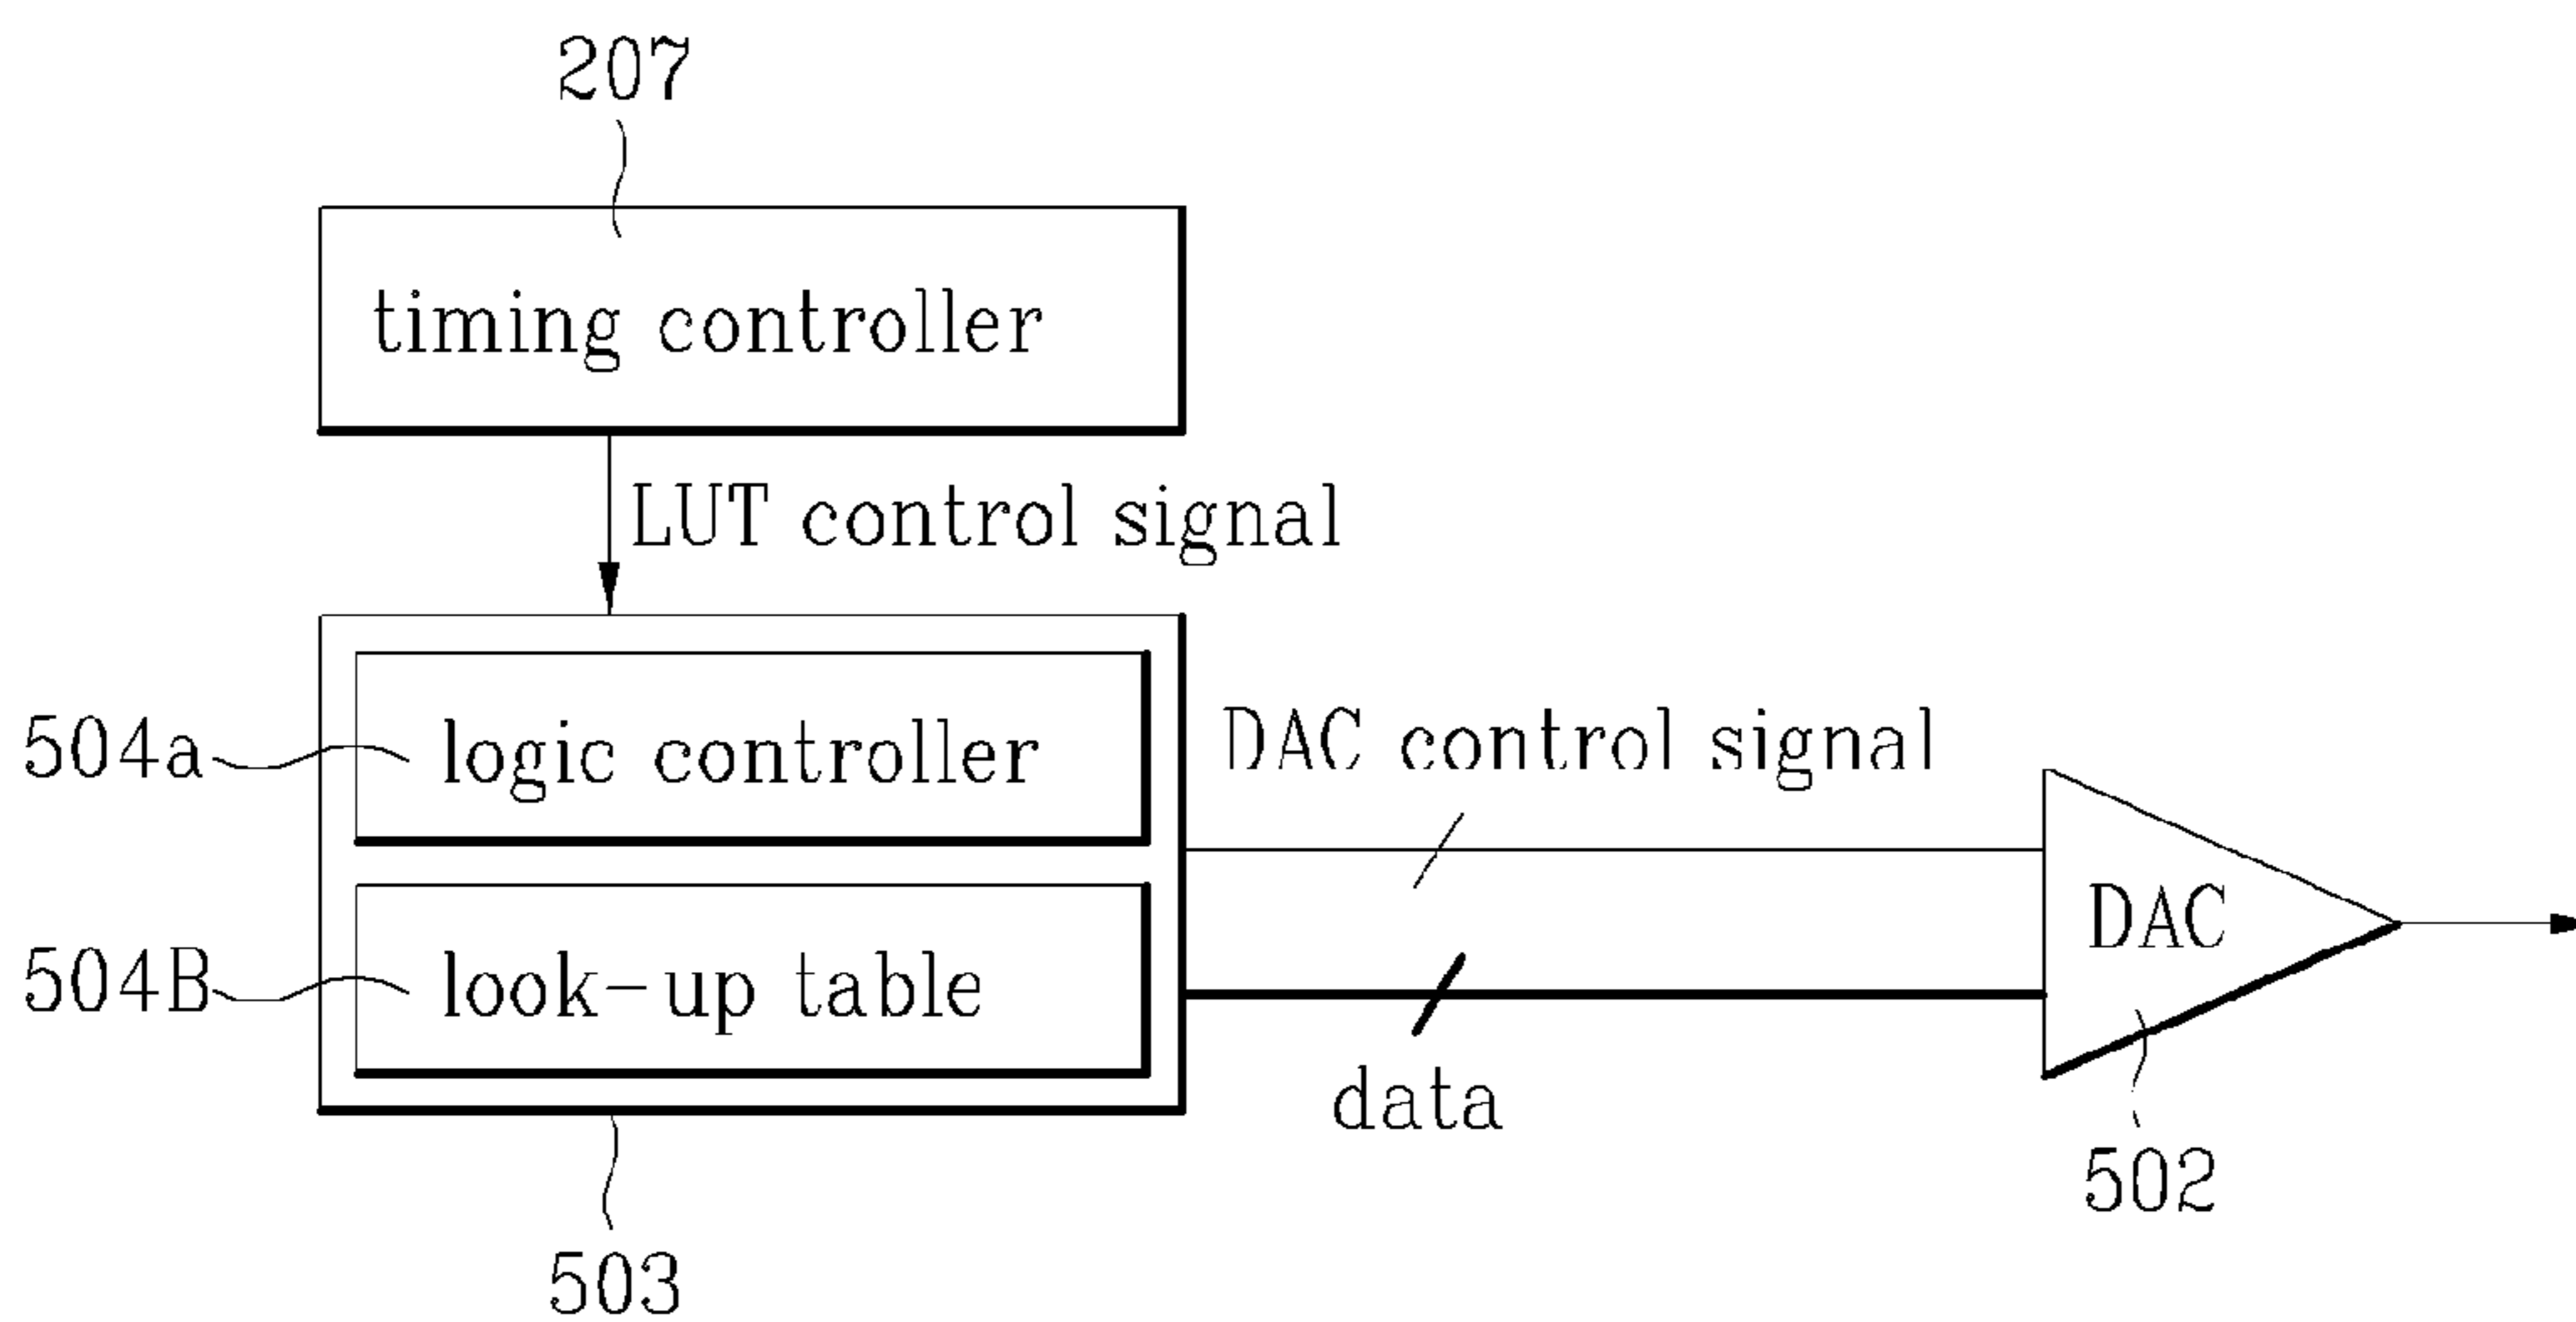 207
timing controller
LUT control signal
504a
logic controller
DAC control signal
504B
look-up table
DAC
data
502
503